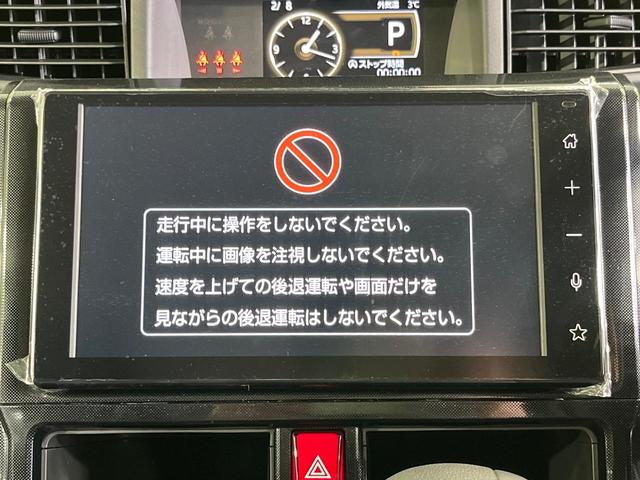 2/8
外気温 3℃
P
ストップ時間
00:00:00
走行中に操作をしないでください。
運転中に画像を注視しないでください。
速度を上げての後退運転や画面だけを
見ながらの後退運転はしないでください。